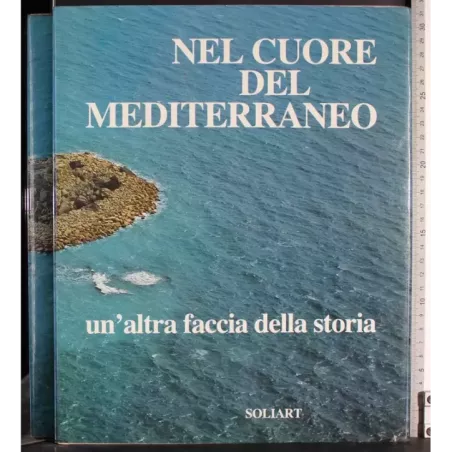 NEL CUORE
DEL
MEDITERRANEO
un'altra faccia della storia
SOLIART